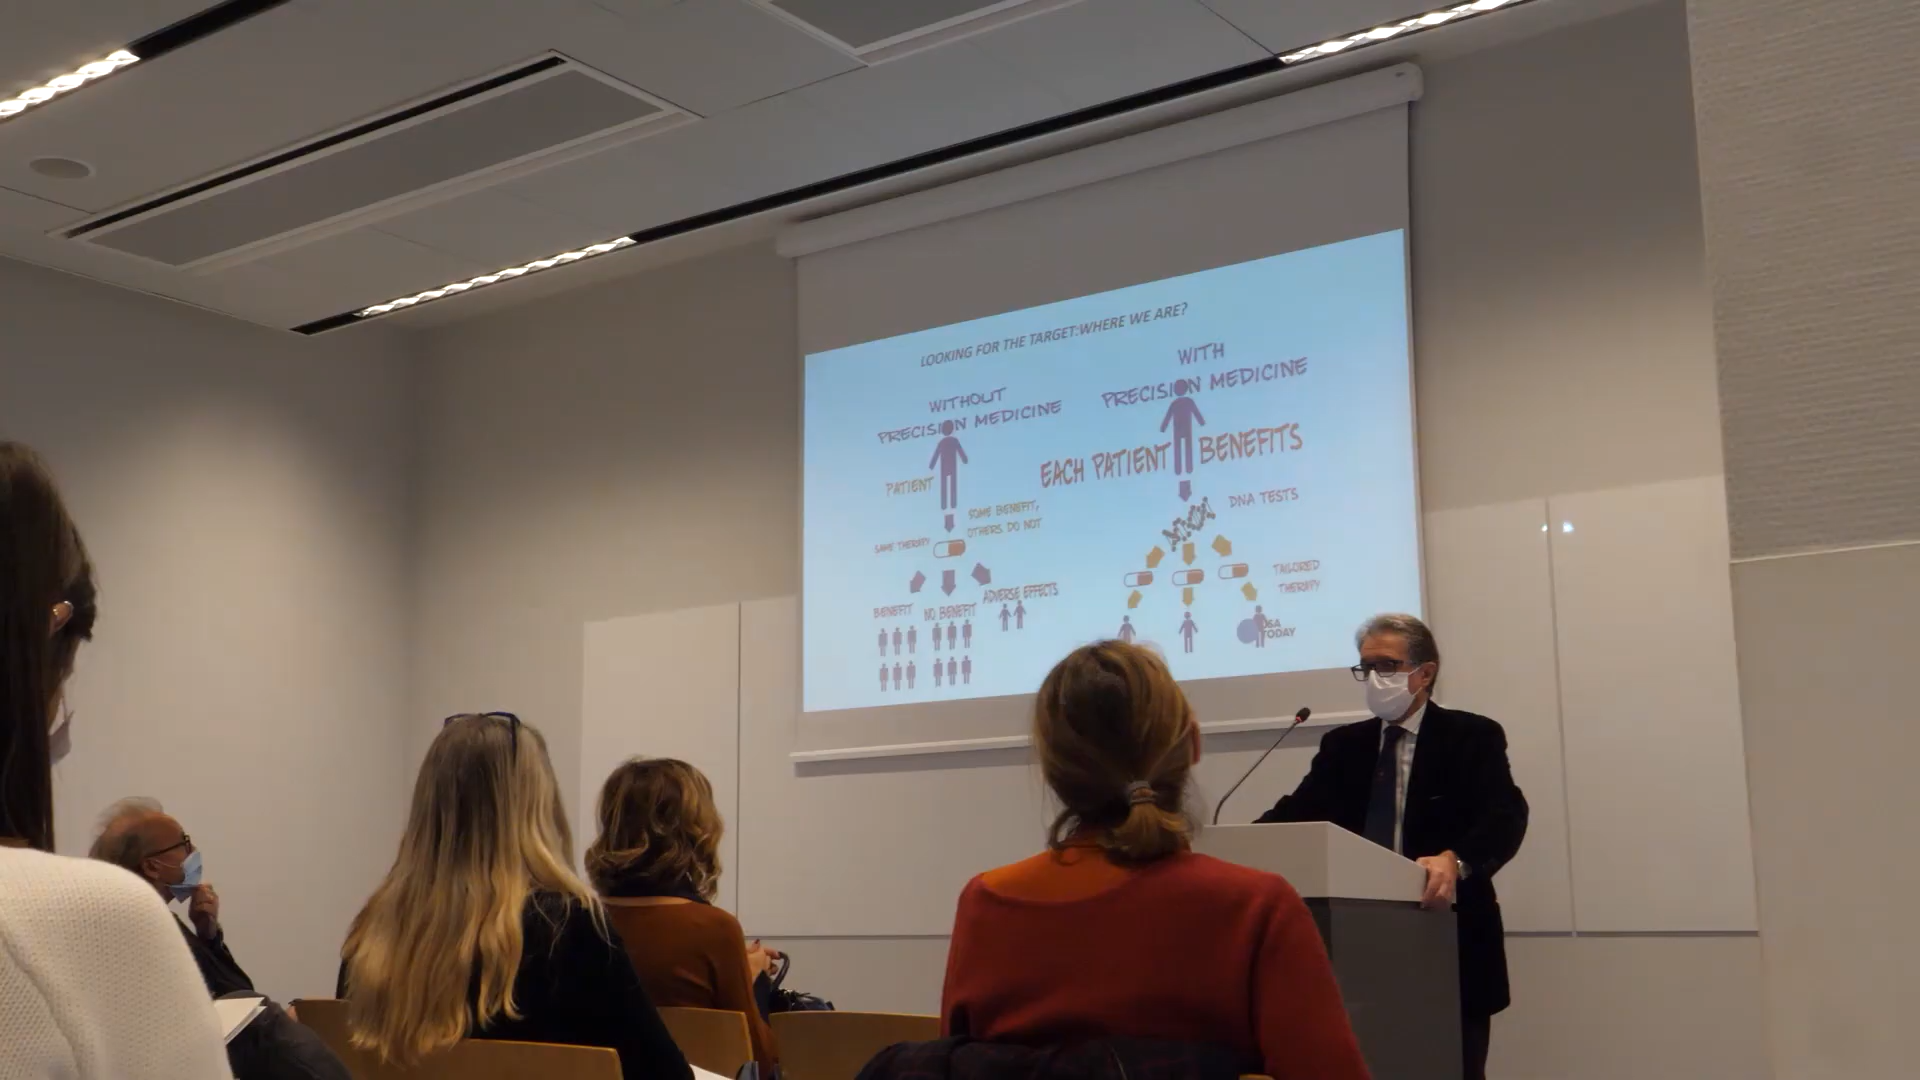 LOOKING FOR THE TARGET:WHERE WE ARE?
WITHOUT
PRECISION MEDICINE
PATIENT
SOME BENEFIT,
OTHERS DO NOT
SAME THERAPY
BENEFIT
NO BENEFIT
ADVERSE EFFECTS
WITH
PRECISION MEDICINE
EACH PATIENT BENEFITS
DNA TESTS
TAILORED
THERAPY
USA
TODAY